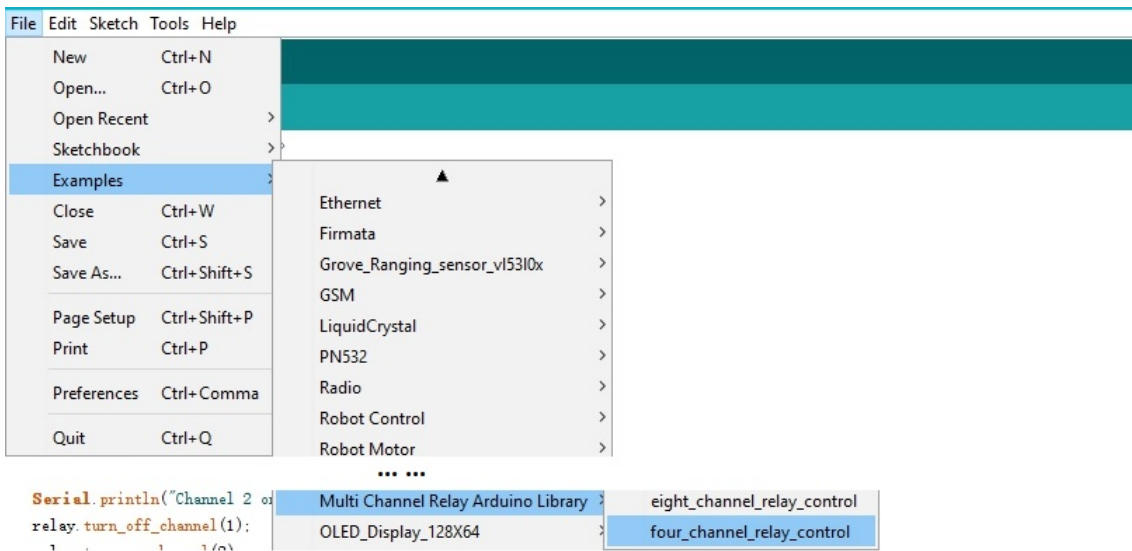 File Edit Sketch Tools Help
New Ctrl+N
Open... Ctrl+O
Open Recent
Sketchbook
Examples
Close Ctrl+W
Save Ctrl+S
Save As... Ctrl+Shift+S
Page Setup Ctrl+Shift+P
Print Ctrl+P
Preferences Ctrl+Comma
Quit Ctrl+Q
Ethernet
Firmata
Grove_Ranging_sensor_vl53l0x
GSM
LiquidCrystal
PN532
Radio
Robot Control
Robot Motor
... ...
Serial.println("Channel 2 o
relay.turn_off_channel(1);
Multi Channel Relay Arduino Library
OLED_Display_128X64
eight_channel_relay_control
four_channel_relay_control